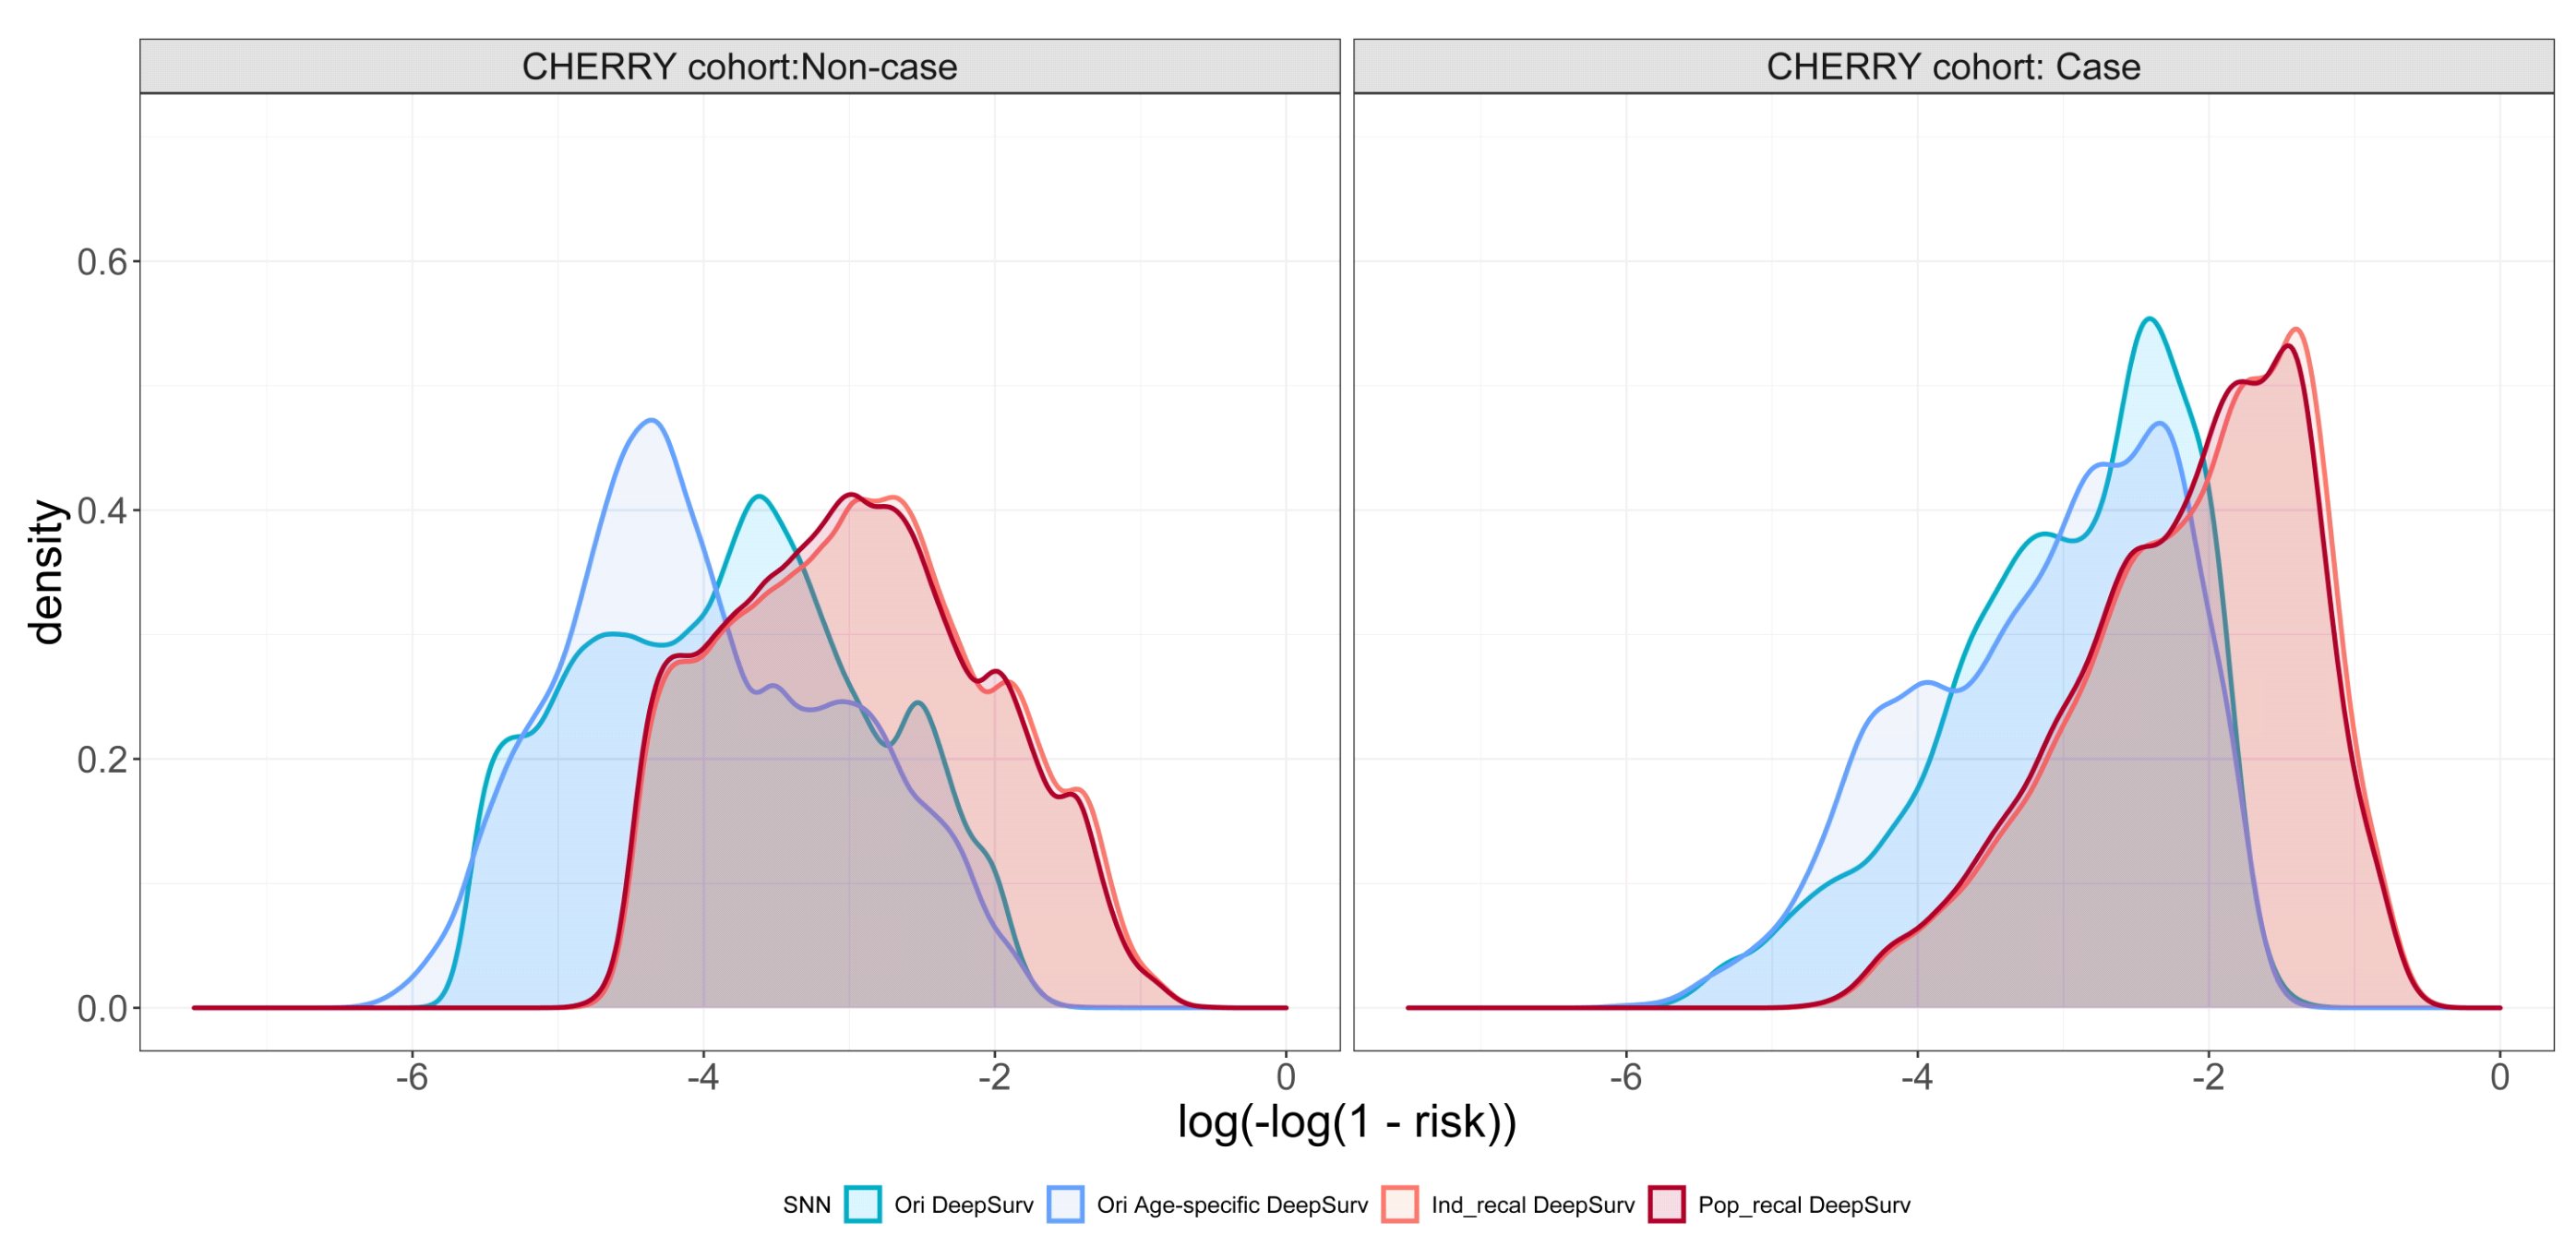 CHERRY cohort:Non-case
CHERRY cohort: Case
density
0.6
0.4
0.2
0.0
-6 -4 -2 0
-6 -4 -2 0
log(-log(1 - risk))
SNN Ori DeepSurv Ori Age-specific DeepSurv Ind_recal DeepSurv Pop_recal DeepSurv